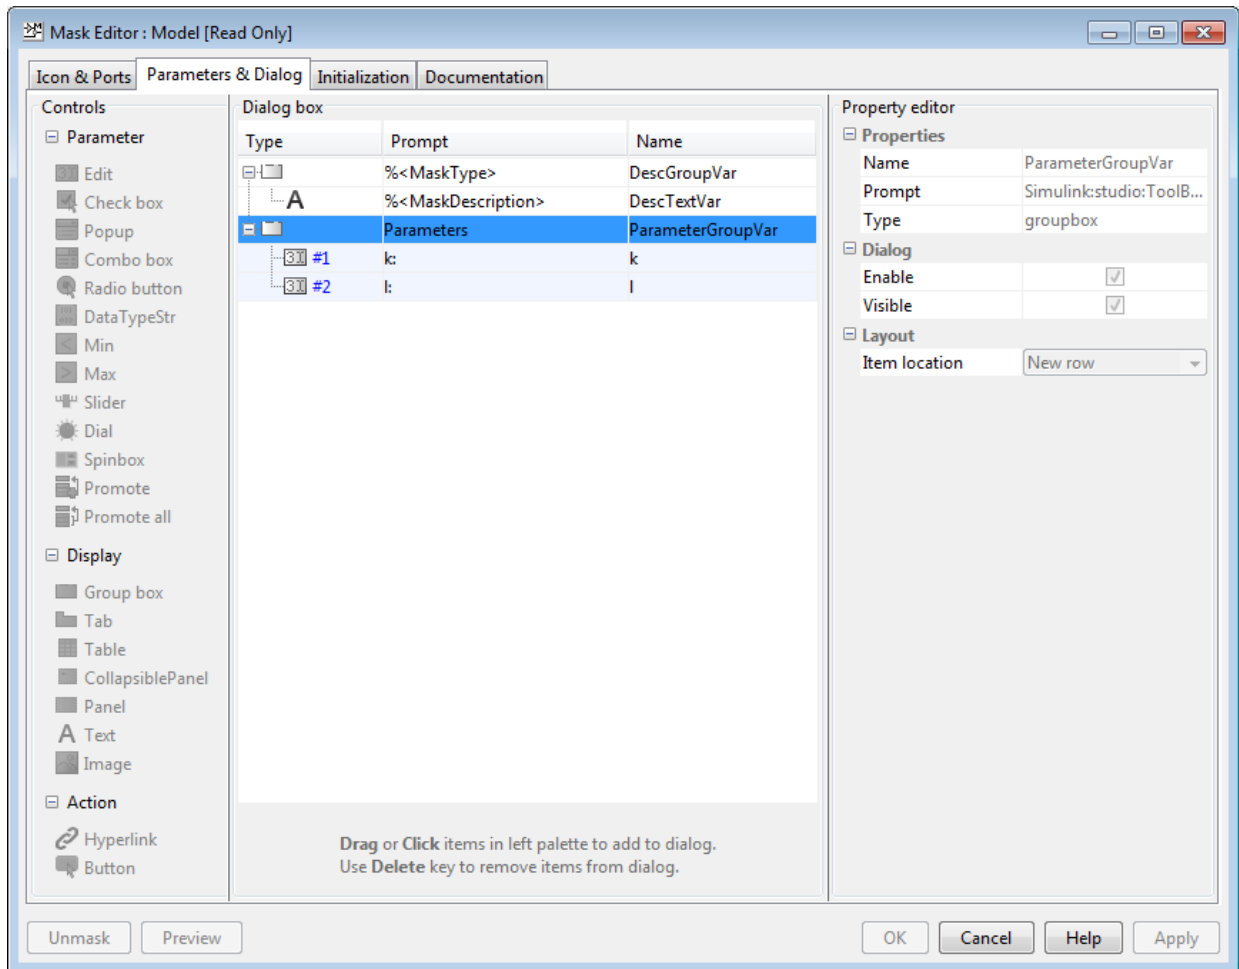 Mask Editor : Model [Read Only]
Icon & Ports Parameters & Dialog Initialization Documentation
Controls
Parameter
Edit
Check box
Popup
Combo box
Radio button
DataTypeStr
Min
Max
Slider
Dial
Spinbox
Promote
Promote all
Display
Group box
Tab
Table
CollapsiblePanel
Panel
Text
Image
Action
Hyperlink
Button
Dialog box
Type Prompt Name
%<MaskType> DescGroupVar
A %<MaskDescription> DescTextVar
Parameters ParameterGroupVar
#1 k: k
#2 l: l
Drag or Click items in left palette to add to dialog.
Use Delete key to remove items from dialog.
Property editor
Properties
Name ParameterGroupVar
Prompt Simulink:studio:ToolB...
Type groupbox
Dialog
Enable
Visible
Layout
Item location New row
Unmask Preview OK Cancel Help Apply